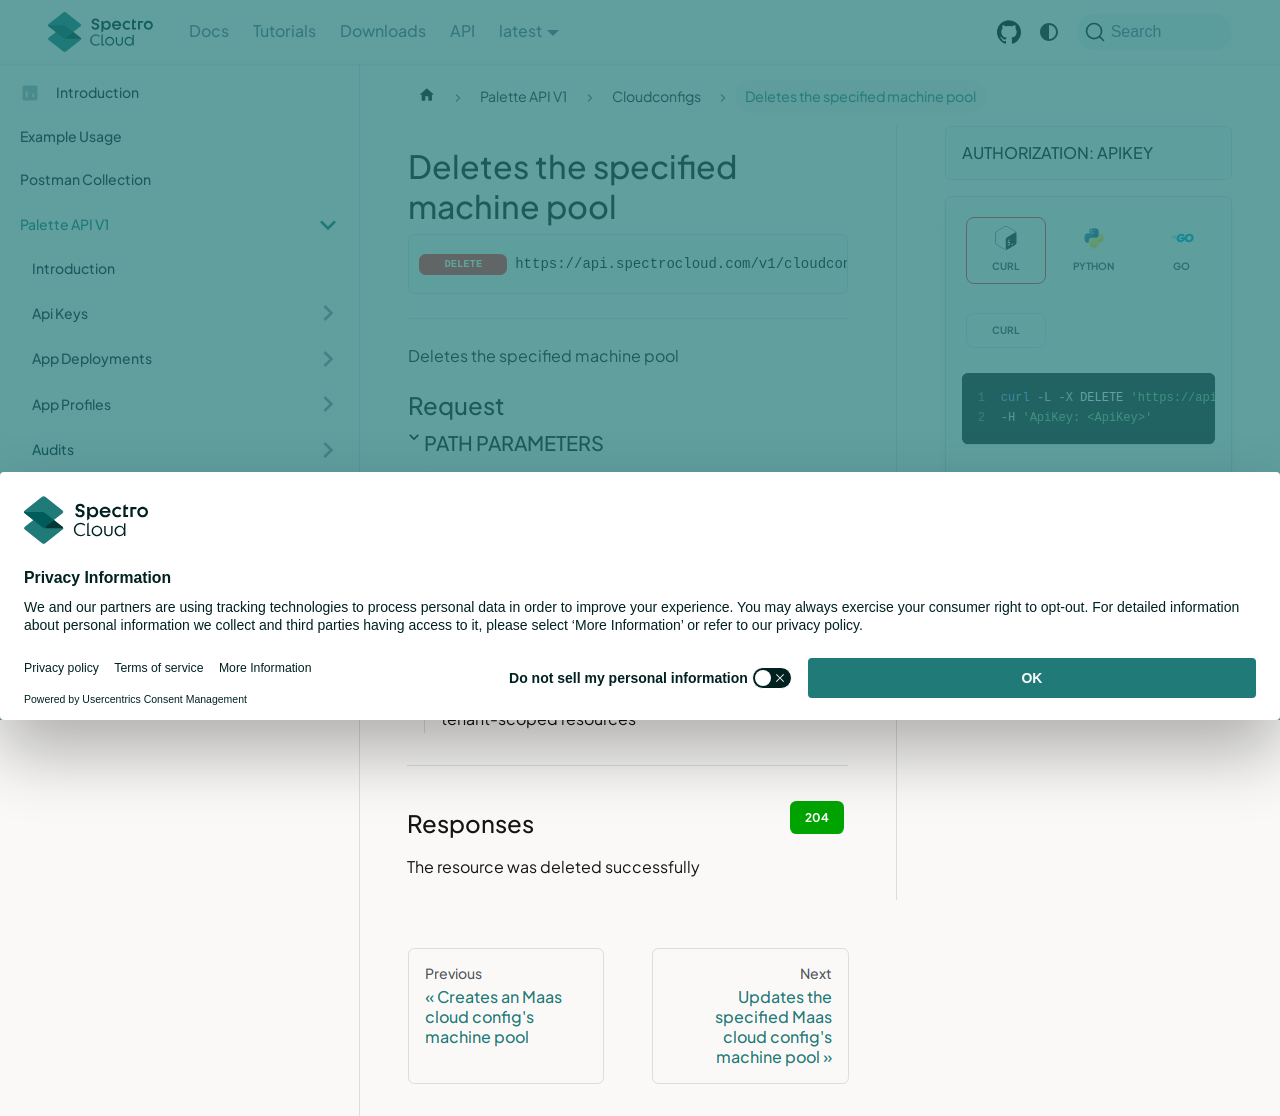 Spectro Cloud
Docs
Tutorials
Downloads
API
latest
Search
Introduction
Example Usage
Postman Collection
Palette API V1
Introduction
Api Keys
App Deployments
App Profiles
Audits
Palette API V1
Cloudconfigs
Deletes the specified machine pool
Deletes the specified
machine pool
DELETE
https://api.spectrocloud.com/v1/cloudcon
Deletes the specified machine pool
Request
PATH PARAMETERS
AUTHORIZATION: APIKEY
CURL
PYTHON
GO
CURL
1 curl -L -X DELETE 'https://api
2 -H 'ApiKey: <ApiKey>'
Spectro
Cloud
Privacy Information
We and our partners are using tracking technologies to process personal data in order to improve your experience. You may always exercise your consumer right to opt-out. For detailed information
about personal information we collect and third parties having access to it, please select ‘More Information’ or refer to our privacy policy.
Privacy policy
Terms of service
More Information
Do not sell my personal information
OK
Powered by Usercentrics Consent Management
tenant-scoped resources
Responses
204
The resource was deleted successfully
Previous
« Creates an Maas
cloud config's
machine pool
Next
Updates the
specified Maas
cloud config's
machine pool »